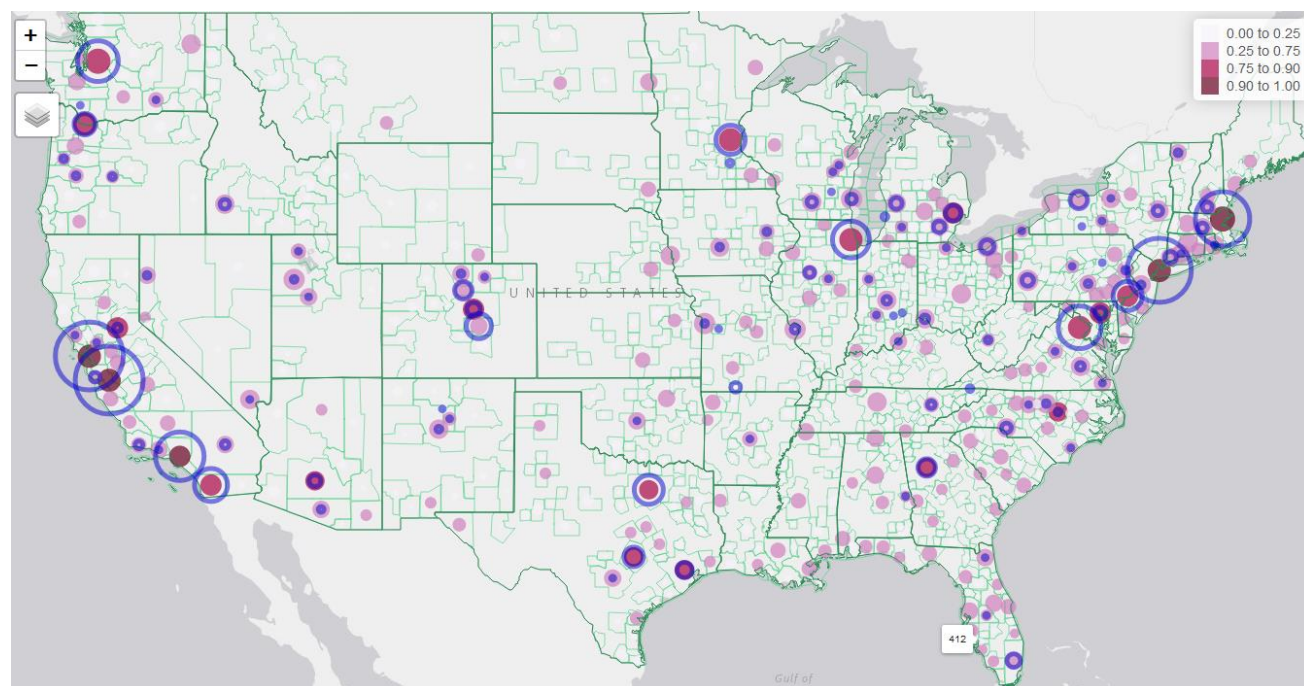 +
−
0.00 to 0.25
0.25 to 0.75
0.75 to 0.90
0.90 to 1.00
UNITED STATES
412
Gulf of